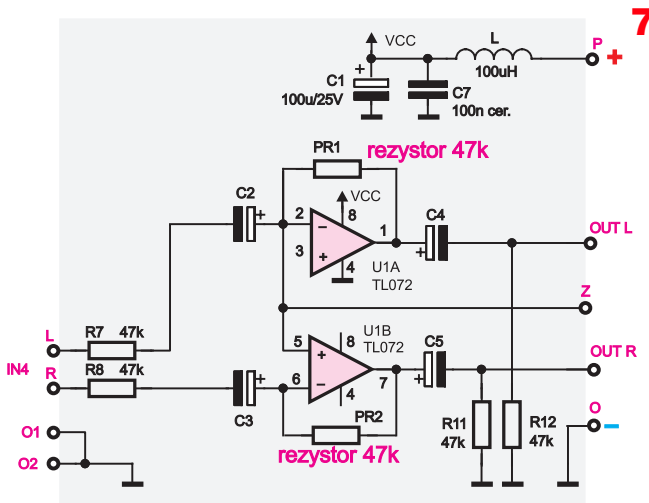 7
VCC
L
P +
100uH
C1
100u/25V
+
C7
100n cer.
PR1
rezystor 47k
C2
+
VCC
2
8
3
1
4
C4
+
OUT L
U1A
TL072
Z
L
R7 47k
IN4
R
R8 47k
U1B
TL072
5
8
6
7
4
C5
+
OUT R
C3
+
PR2
rezystor 47k
R11
47k
R12
47k
O
–
O1
O2